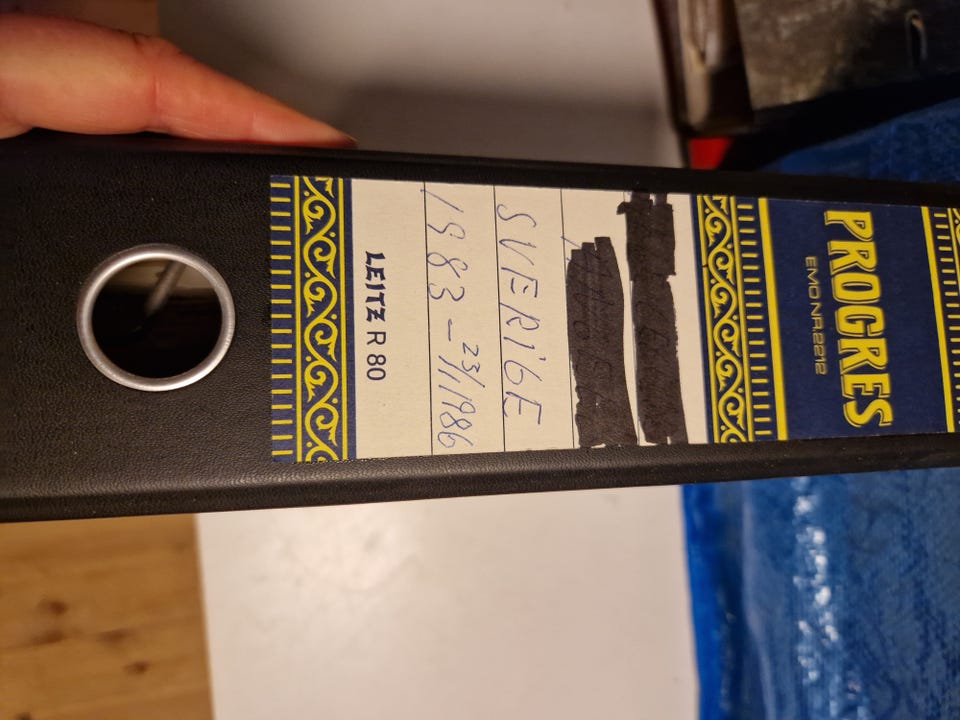 PROGRES
EMO NR 2212
SVERIGE
1983 - 23/1 1986
LEITZ R 80